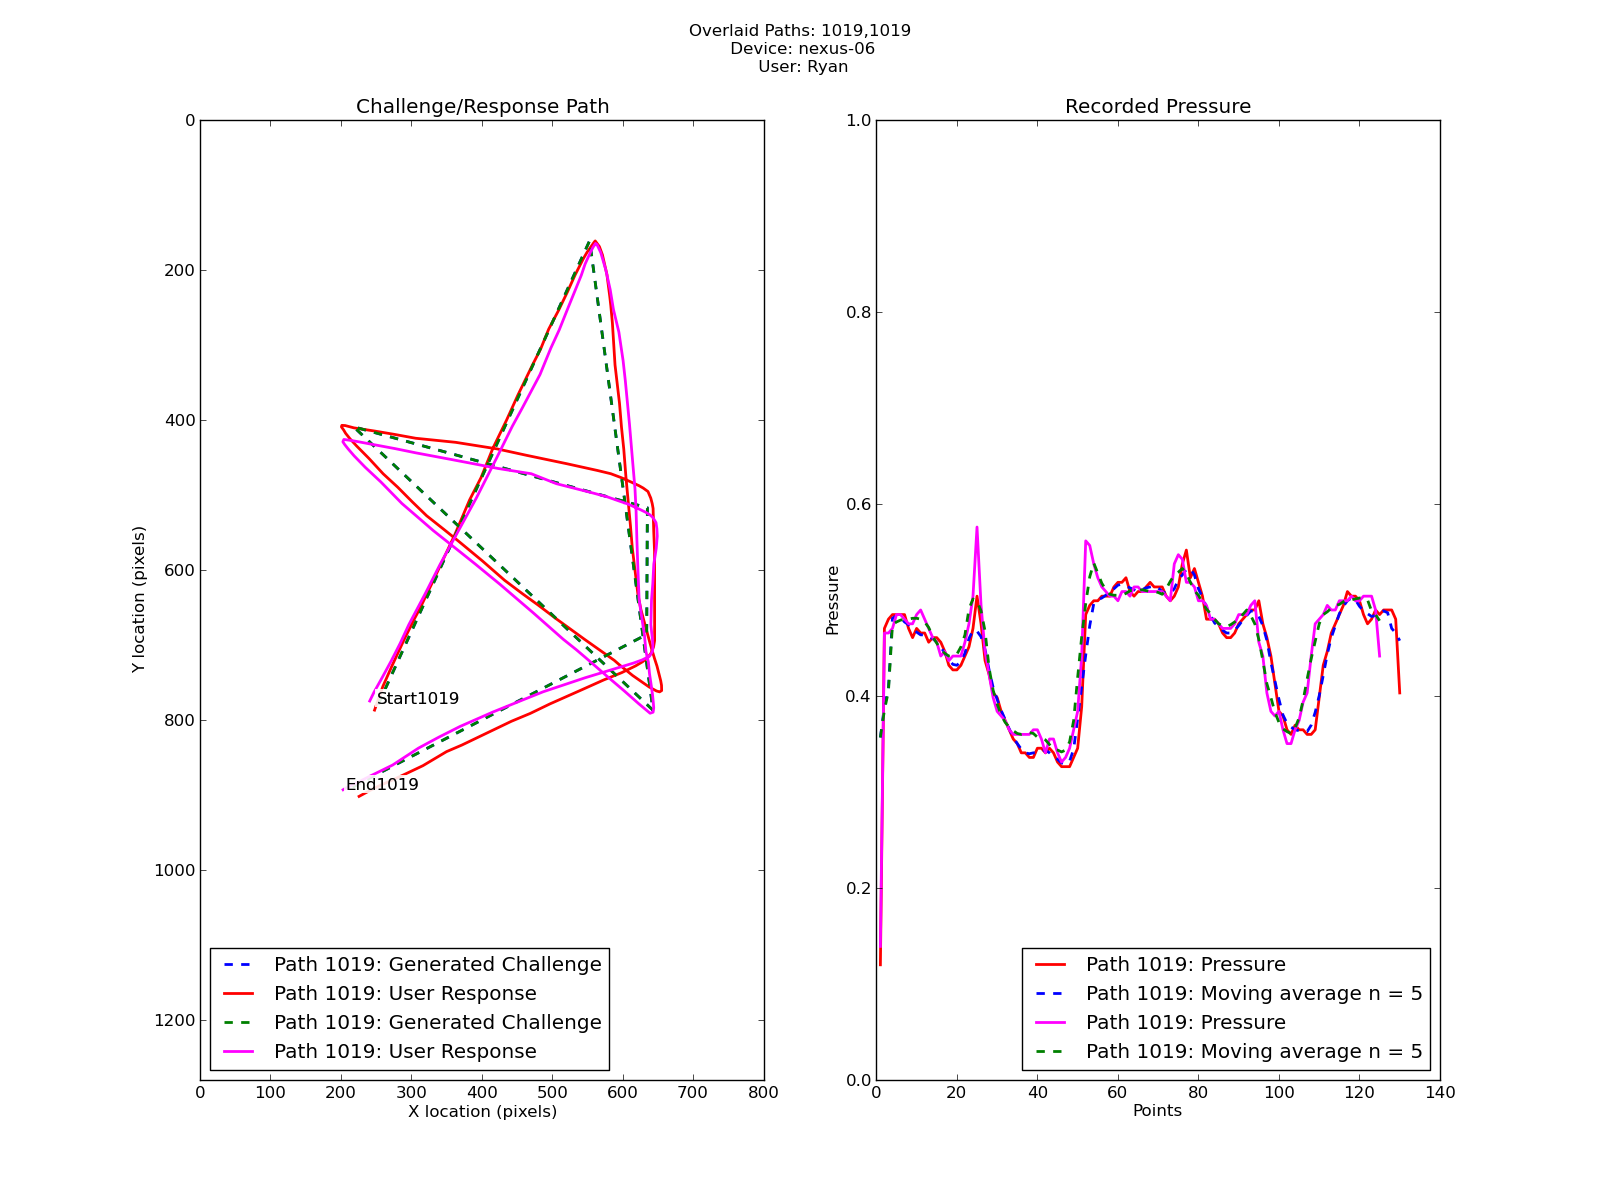 Overlaid Paths: 1019,1019
Device: nexus-06
User: Ryan
Challenge/Response Path
0
200
400
600
800
1000
1200
Y location (pixels)
Start1019
End1019
Path 1019: Generated Challenge
Path 1019: User Response
Path 1019: Generated Challenge
Path 1019: User Response
0 100 200 300 400 500 600 700 800
X location (pixels)
Recorded Pressure
1.0
0.8
0.6
0.4
0.2
0.0
Pressure
Path 1019: Pressure
Path 1019: Moving average n = 5
Path 1019: Pressure
Path 1019: Moving average n = 5
0 20 40 60 80 100 120 140
Points